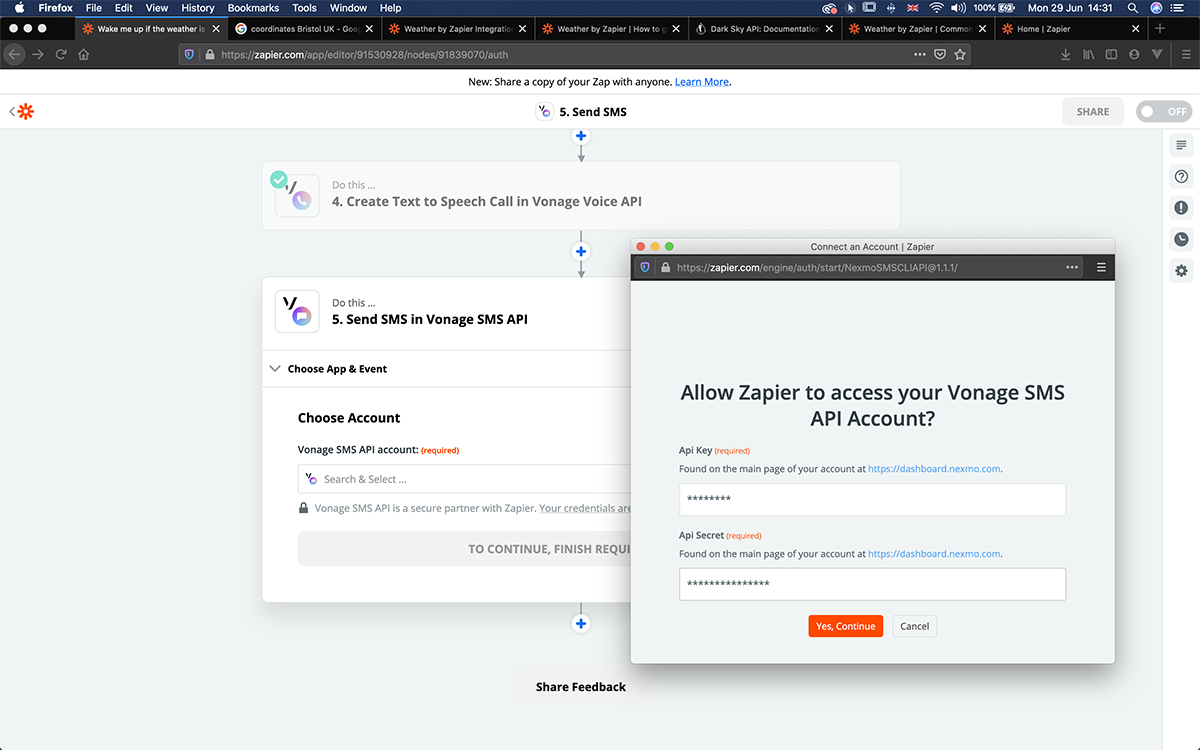 Firefox File Edit View History Bookmarks Tools Window Help 100% Mon 29 Jun 14:31
Wake me up if the weather is
coordinates Bristol UK - Goo
Weather by Zapier Integration
Weather by Zapier | How to g
Dark Sky API: Documentation
Weather by Zapier | Common
Home | Zapier
https://zapier.com/app/editor/91530928/nodes/91839070/auth
New: Share a copy of your Zap with anyone. Learn More.
5. Send SMS
SHARE
OFF
Do this ...
4. Create Text to Speech Call in Vonage Voice API
Do this ...
5. Send SMS in Vonage SMS API
Choose App & Event
Choose Account
Vonage SMS API account: (required)
Search & Select ...
Vonage SMS API is a secure partner with Zapier. Your credentials are
TO CONTINUE, FINISH REQUI
Share Feedback
Connect an Account | Zapier
https://zapier.com/engine/auth/start/NexmoSMSCLIAPI@1.1.1/
Allow Zapier to access your Vonage SMS
API Account?
Api Key (required)
Found on the main page of your account at https://dashboard.nexmo.com.
********
Api Secret (required)
Found on the main page of your account at https://dashboard.nexmo.com.
***************
Yes, Continue
Cancel